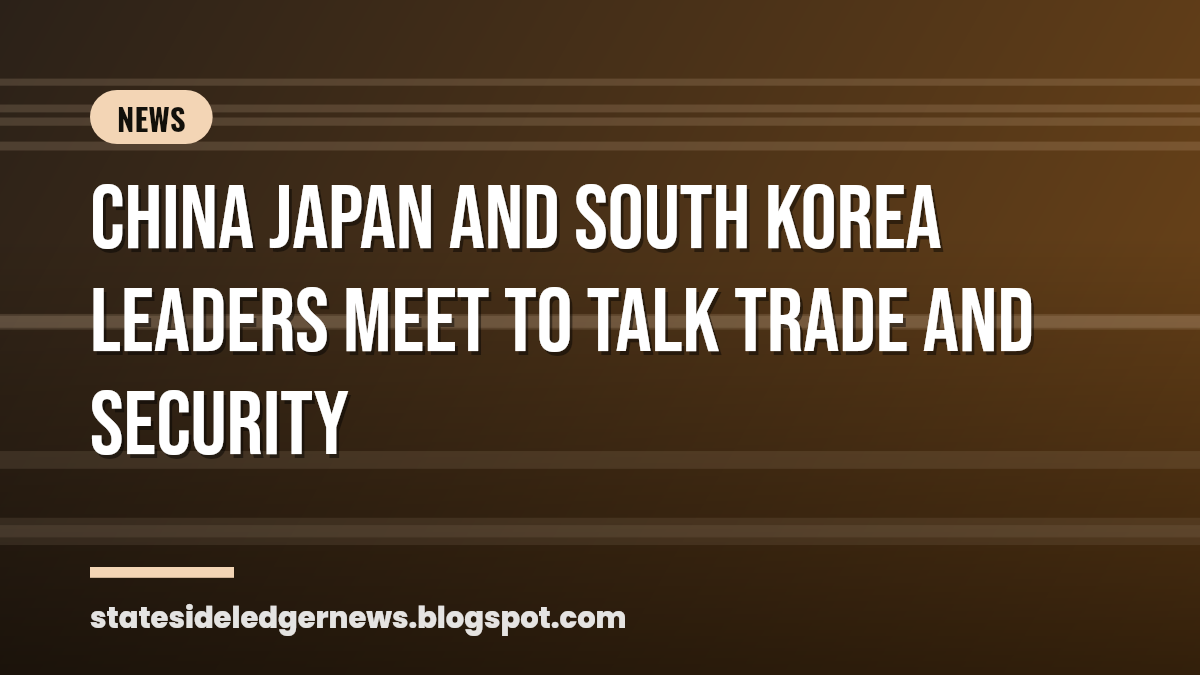 NEWS
CHINA JAPAN AND SOUTH KOREA
LEADERS MEET TO TALK TRADE AND
SECURITY
statesideledgernews.blogspot.com